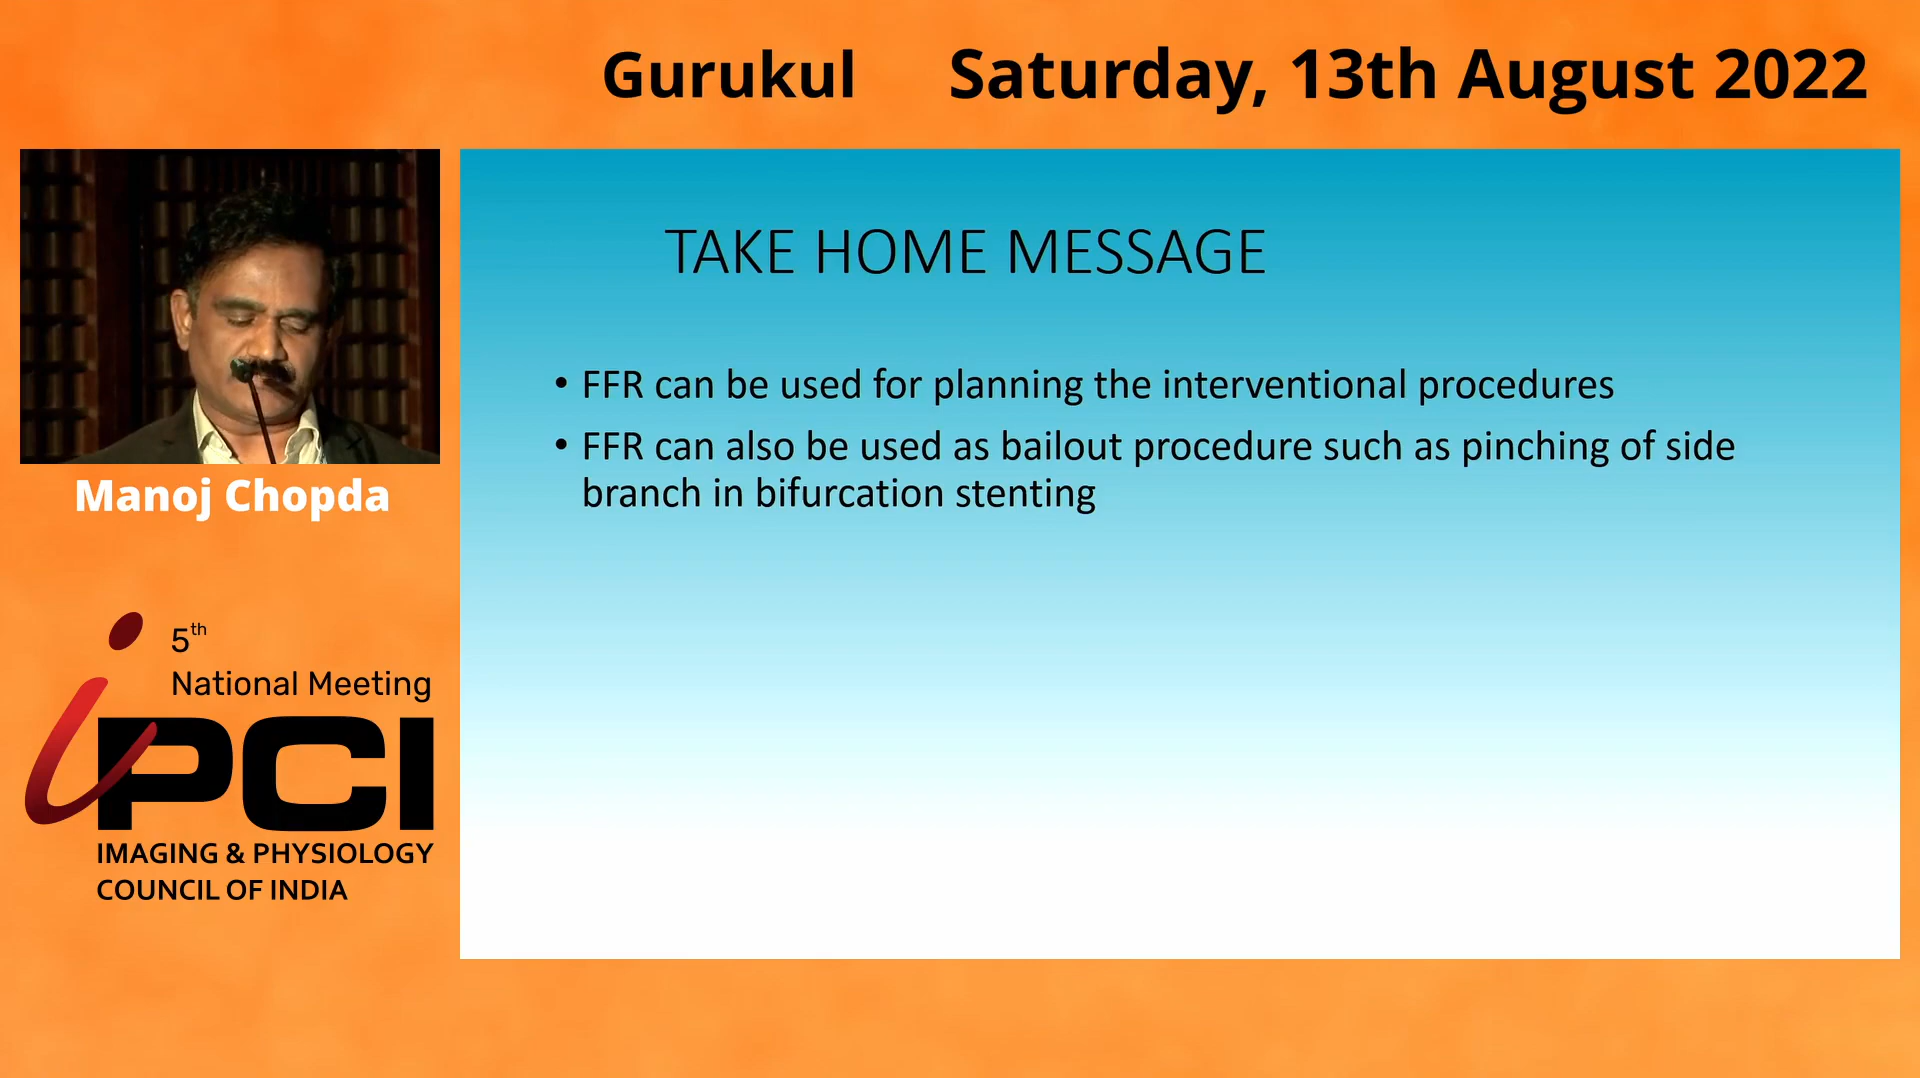 Gurukul
Saturday, 13th August 2022
TAKE HOME MESSAGE
• FFR can be used for planning the interventional procedures
• FFR can also be used as bailout procedure such as pinching of side
branch in bifurcation stenting
Manoj Chopda
5th
National Meeting
iPCI
IMAGING & PHYSIOLOGY
COUNCIL OF INDIA